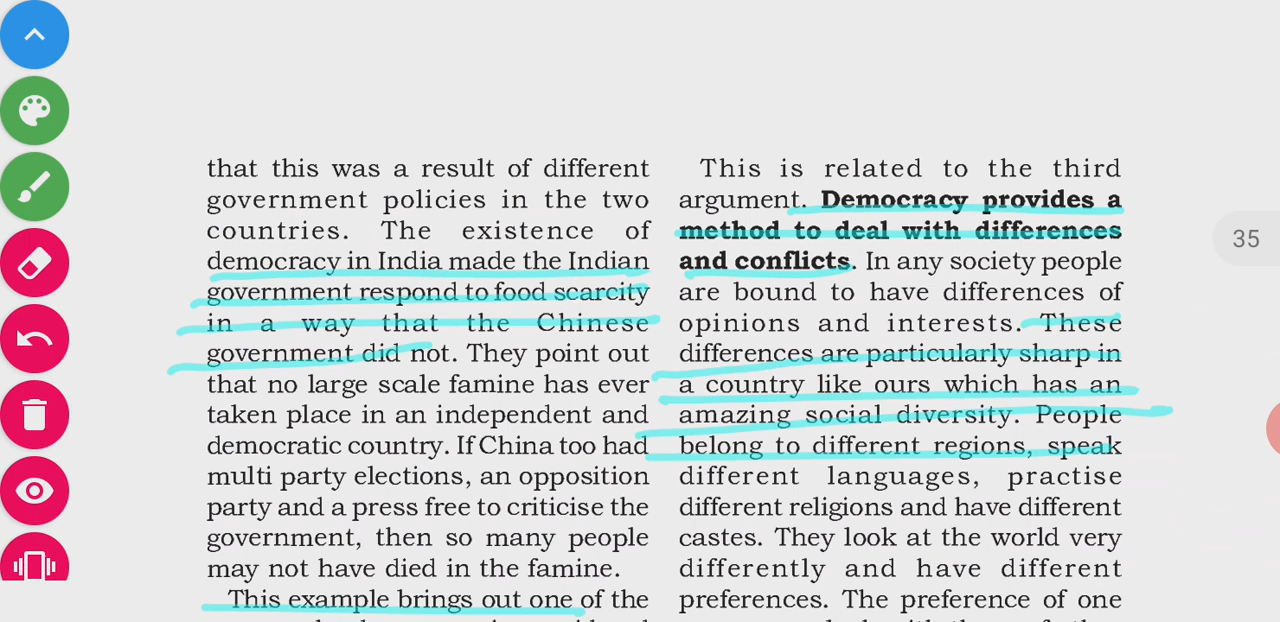 that this was a result of different
government policies in the two
countries. The existence of
democracy in India made the Indian
government respond to food scarcity
in a way that the Chinese
government did not. They point out
that no large scale famine has ever
taken place in an independent and
democratic country. If China too had
multi party elections, an opposition
party and a press free to criticise the
government, then so many people
may not have died in the famine.
This example brings out one of the
This is related to the third
argument. Democracy provides a
method to deal with differences
and conflicts. In any society people
are bound to have differences of
opinions and interests. These
differences are particularly sharp in
a country like ours which has an
amazing social diversity. People
belong to different regions, speak
different languages, practise
different religions and have different
castes. They look at the world very
differently and have different
preferences. The preference of one
35